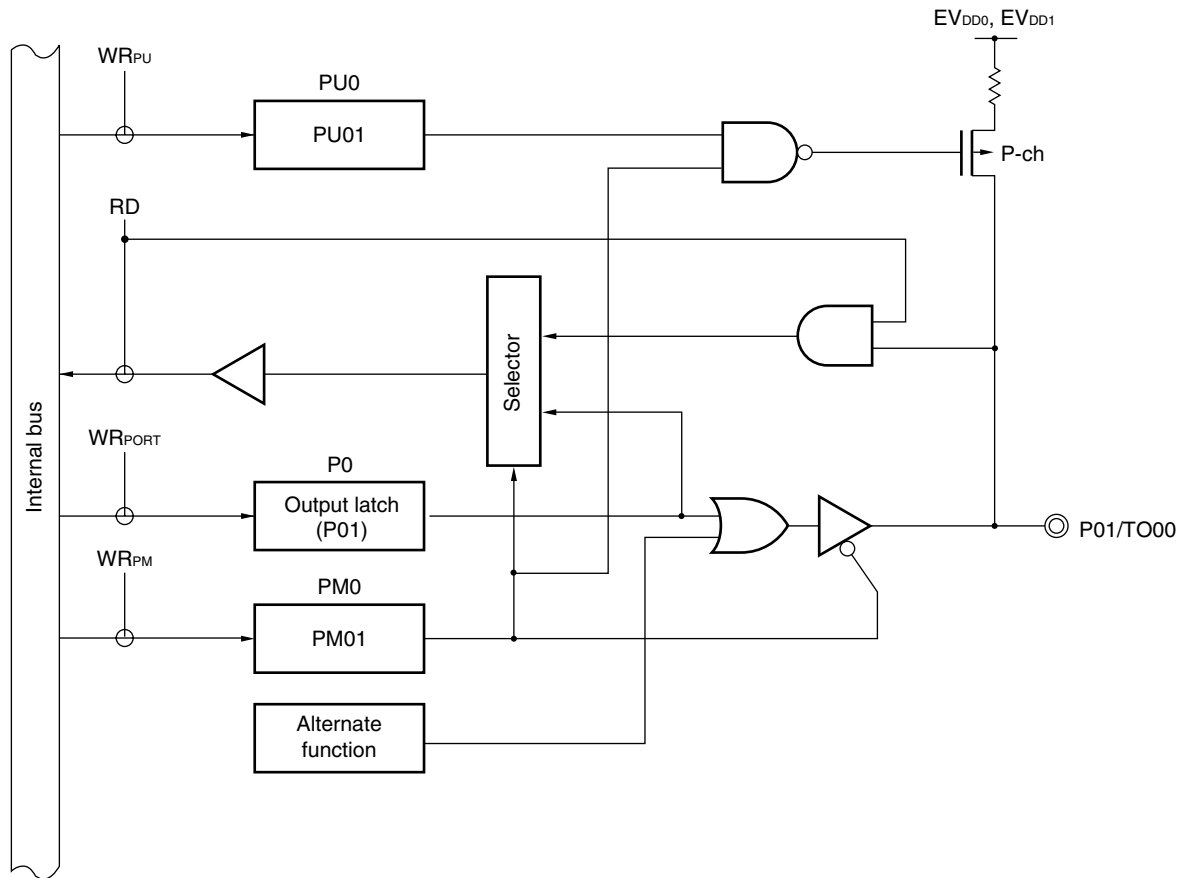 EVDD0, EVDD1
WRPU
PU0
PU01
P-ch
RD
Selector
Internal bus
WRPORT
P0
Output latch
(P01)
P01/TO00
WRPM
PM0
PM01
Alternate
function